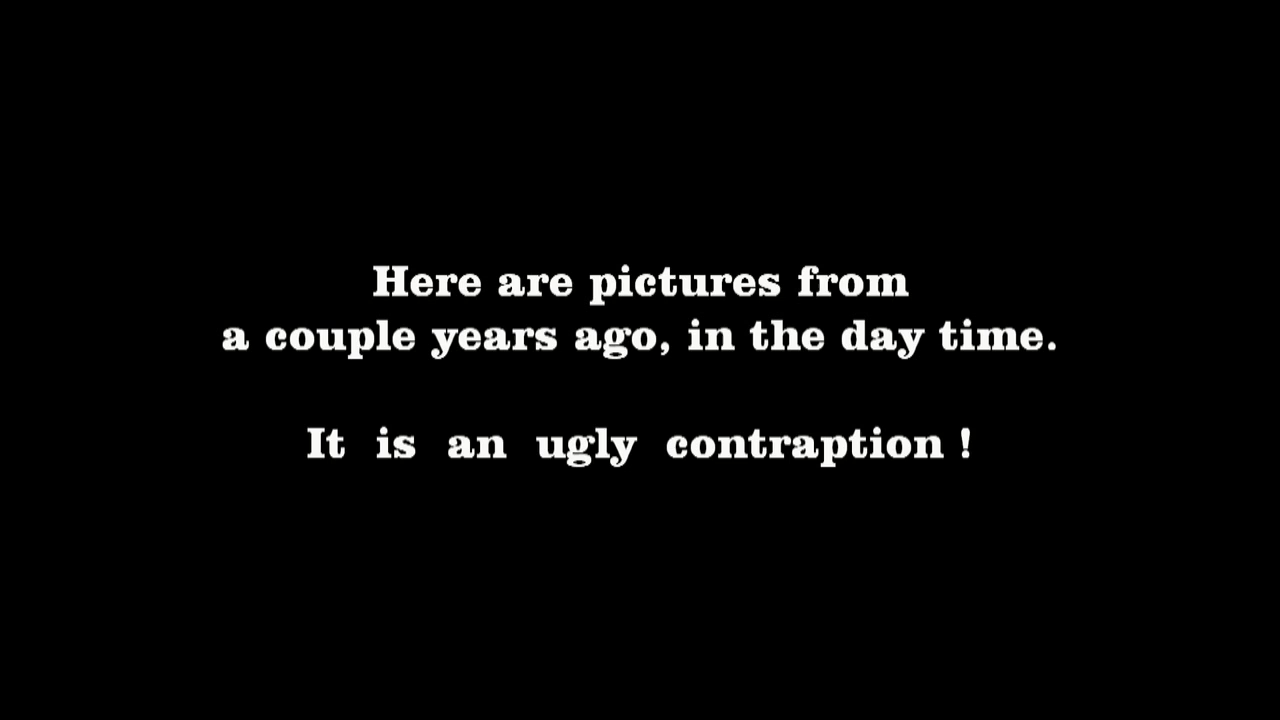 Here are pictures from
a couple years ago, in the day time.
It is an ugly contraption !